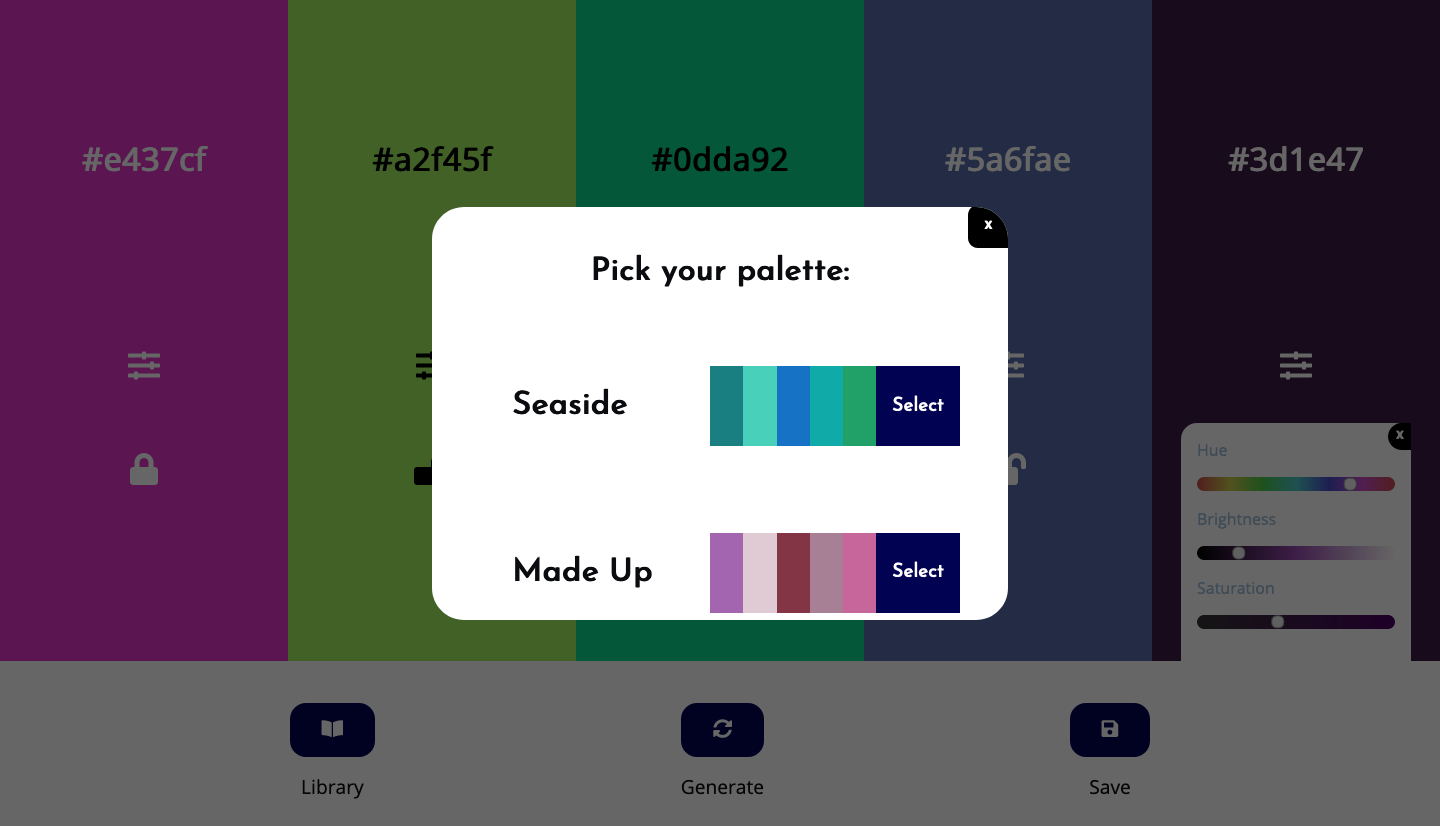 #e437cf
#a2f45f
#0dda92
#5a6fae
#3d1e47
x
Pick your palette:
Seaside
Select
Made Up
Select
x
Hue
Brightness
Saturation
Library
Generate
Save